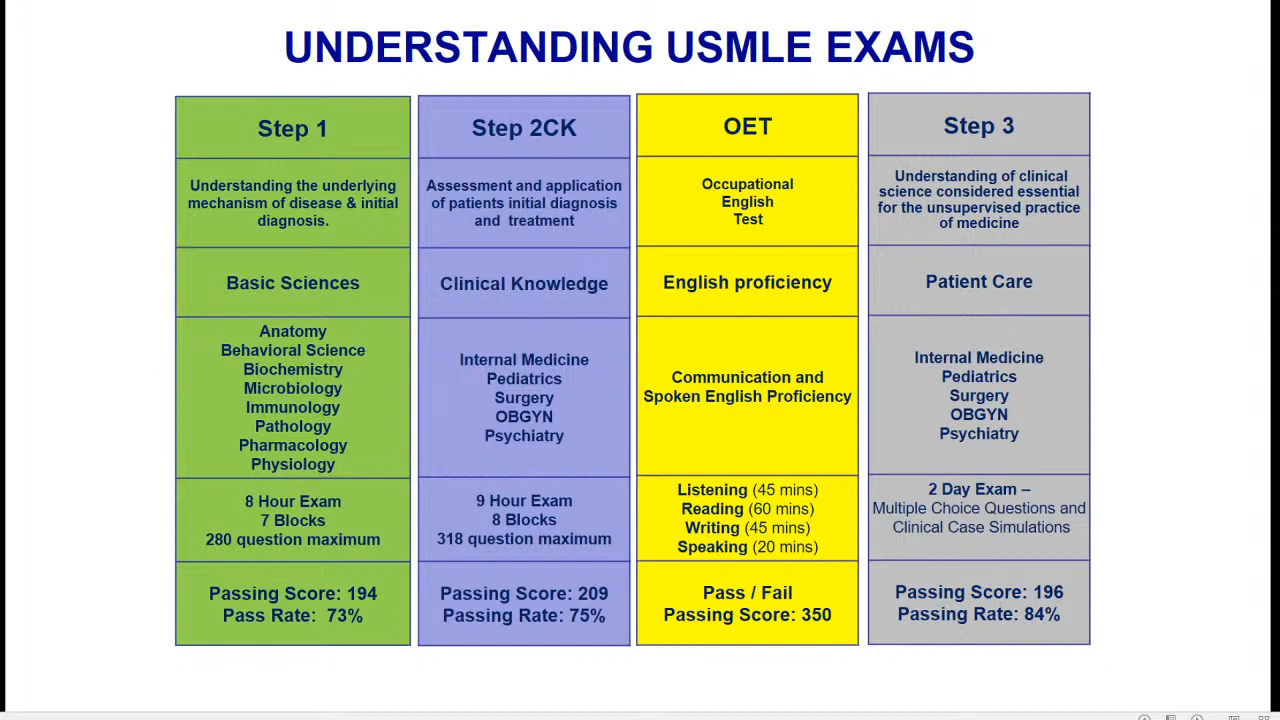 UNDERSTANDING USMLE EXAMS
Step 1
Understanding the underlying
mechanism of disease & initial
diagnosis.
Basic Sciences
Anatomy
Behavioral Science
Biochemistry
Microbiology
Immunology
Pathology
Pharmacology
Physiology
8 Hour Exam
7 Blocks
280 question maximum
Passing Score: 194
Pass Rate: 73%
Step 2CK
Assessment and application
of patients initial diagnosis
and treatment
Clinical Knowledge
Internal Medicine
Pediatrics
Surgery
OBGYN
Psychiatry
9 Hour Exam
8 Blocks
318 question maximum
Passing Score: 209
Passing Rate: 75%
OET
Occupational
English
Test
English proficiency
Communication and
Spoken English Proficiency
Listening (45 mins)
Reading (60 mins)
Writing (45 mins)
Speaking (20 mins)
Pass / Fail
Passing Score: 350
Step 3
Understanding of clinical
science considered essential
for the unsupervised practice
of medicine
Patient Care
Internal Medicine
Pediatrics
Surgery
OBGYN
Psychiatry
2 Day Exam –
Multiple Choice Questions and
Clinical Case Simulations
Passing Score: 196
Passing Rate: 84%